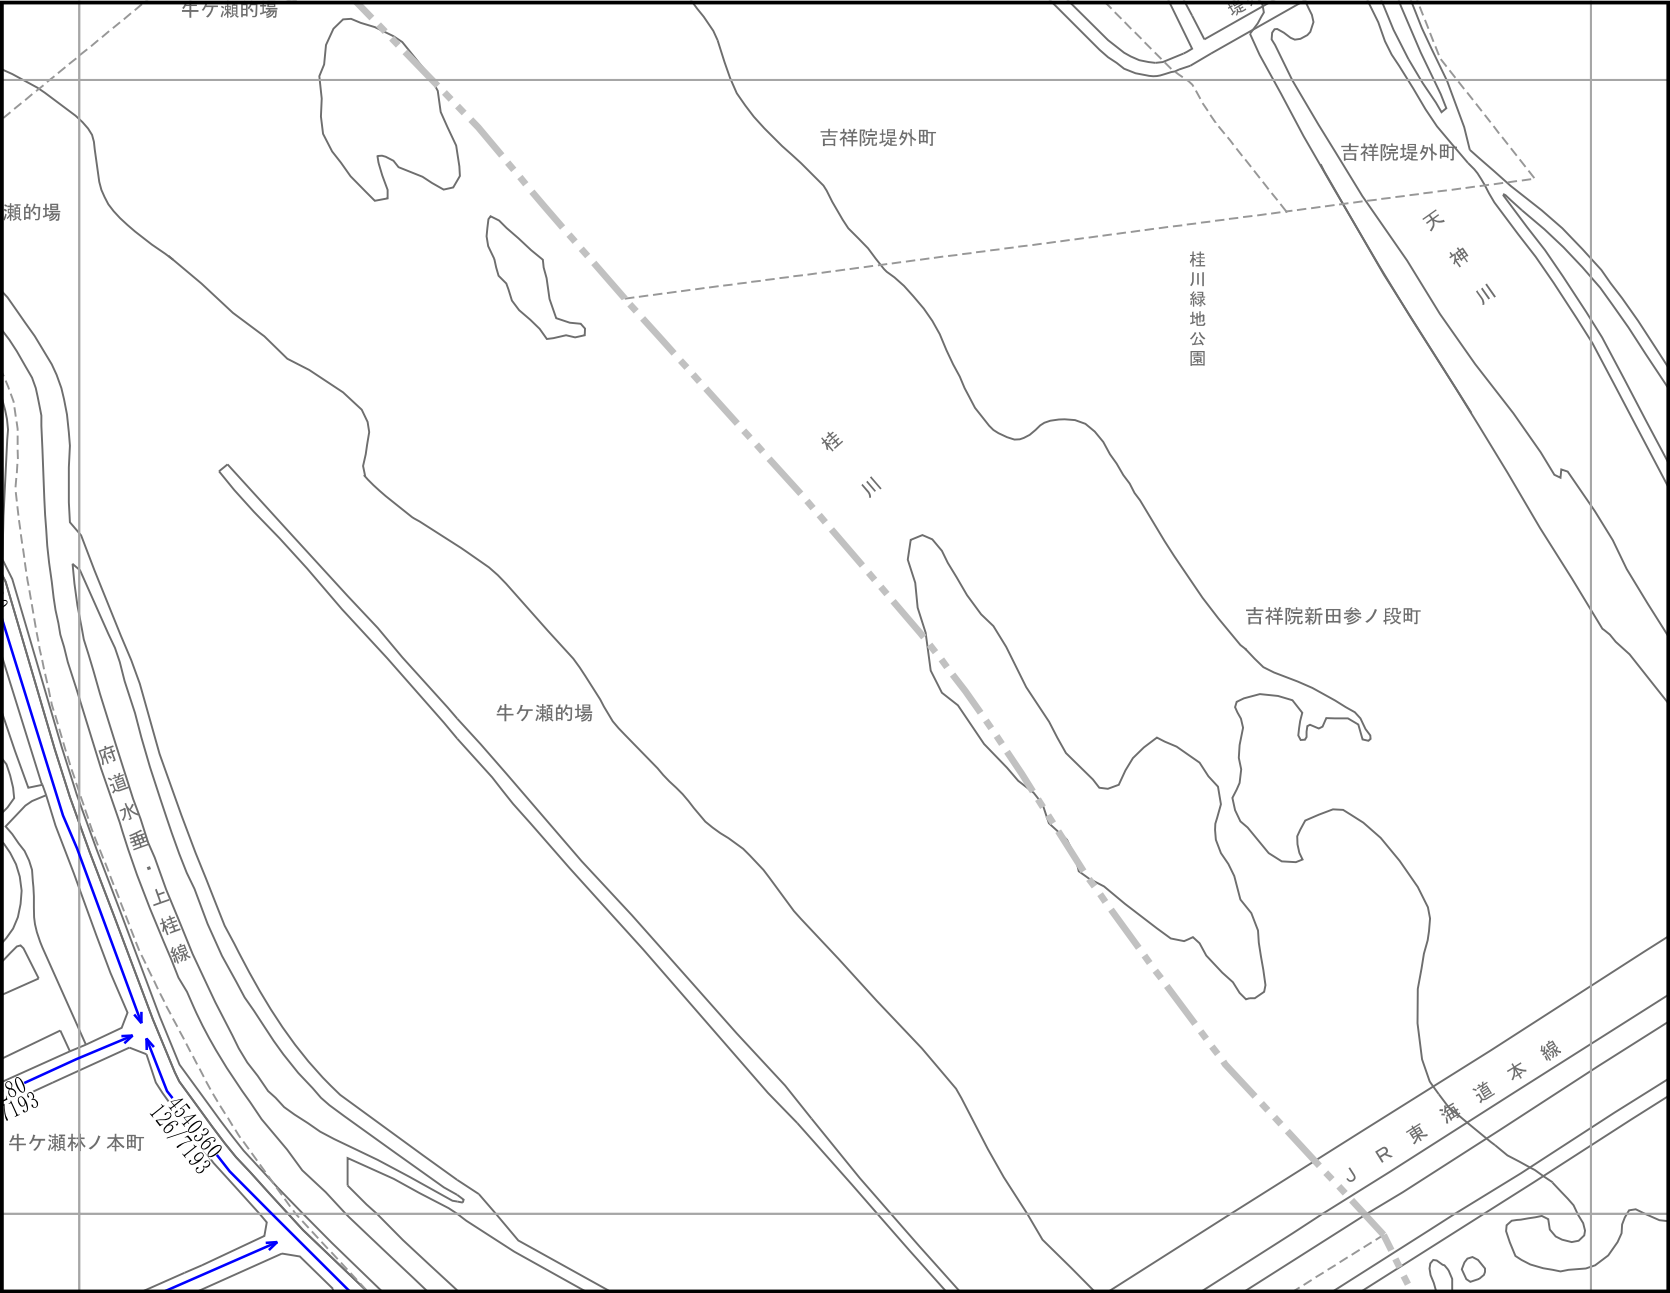 牛ケ瀬的場
吉祥院堤外町
吉祥院堤外町
瀬的場
天神川
桂川緑地公園
桂川
吉祥院新田参ノ段町
牛ケ瀬的場
府道水垂・上桂線
JR東海道本線
280
7193
4540360
126/7193
牛ケ瀬林ノ本町